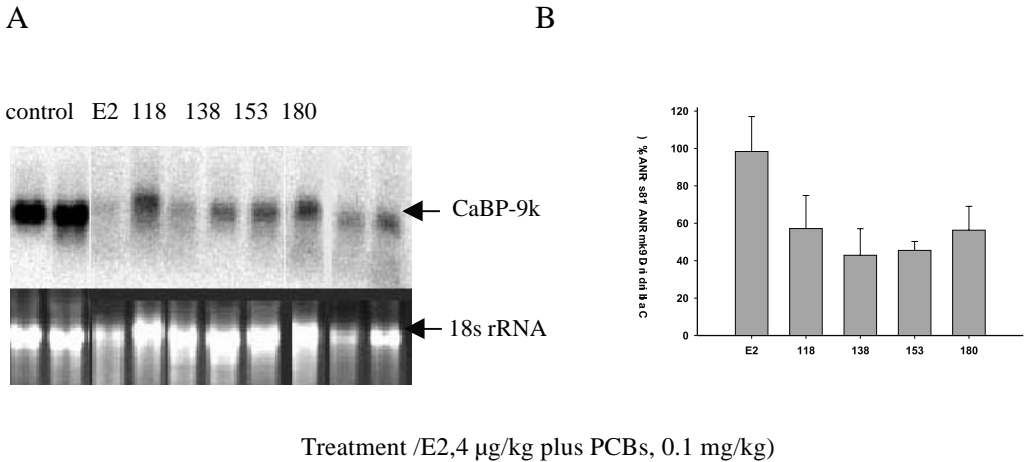 A
B
control E2 118 138 153 180
CaBP-9k
18s rRNA
120
100
80
60
40
20
0
E2 118 138 153 180
Treatment /E2,4 µg/kg plus PCBs, 0.1 mg/kg)